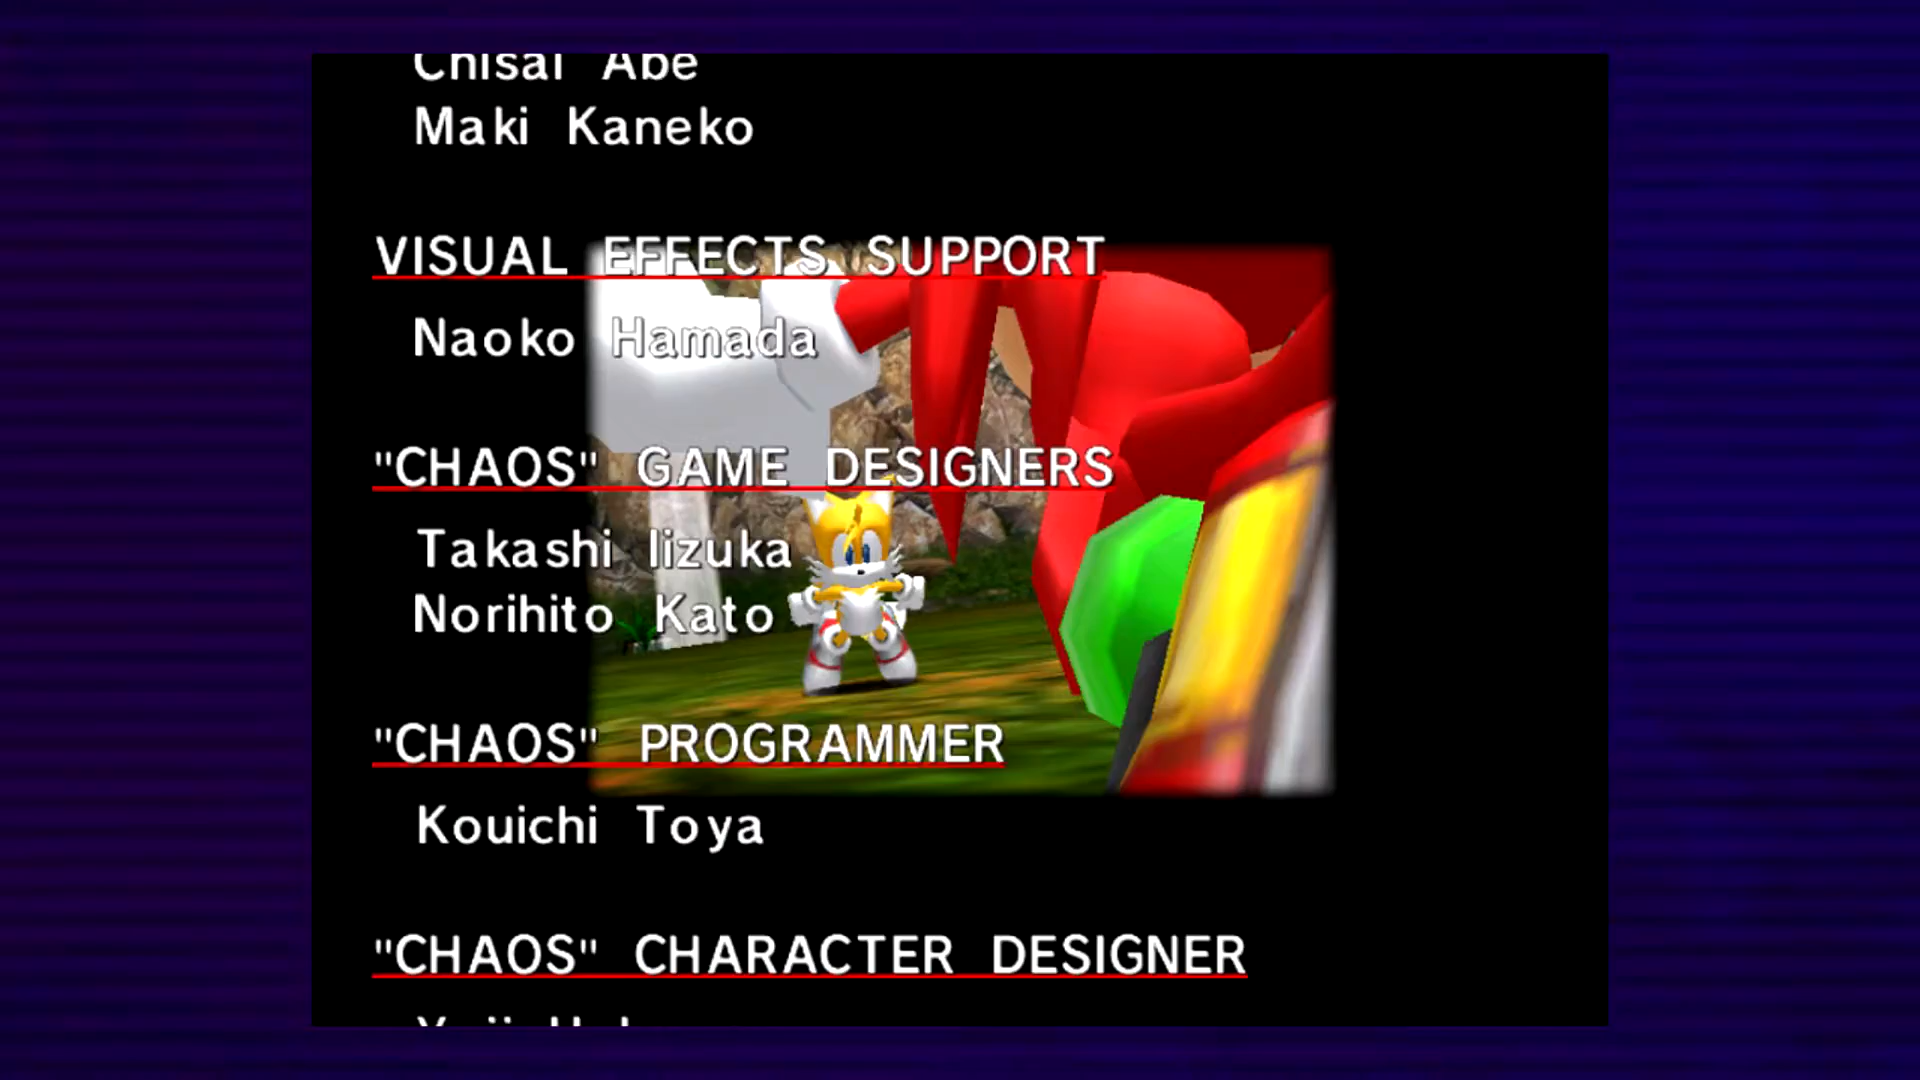 Chisai Abe
Maki Kaneko
VISUAL EFFECTS SUPPORT
Naoko Hamada
"CHAOS" GAME DESIGNERS
Takashi Iizuka
Norihito Kato
"CHAOS" PROGRAMMER
Kouichi Toya
"CHAOS" CHARACTER DESIGNER